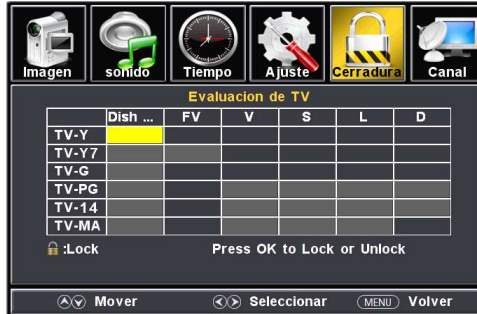 Imagen sonido Tiempo Ajuste Cerradura Canal
Evaluacion de TV
Dish ... FV V S L D
TV-Y
TV-Y7
TV-G
TV-PG
TV-14
TV-MA
:Lock Press OK to Lock or Unlock
Mover Seleccionar MENU Volver